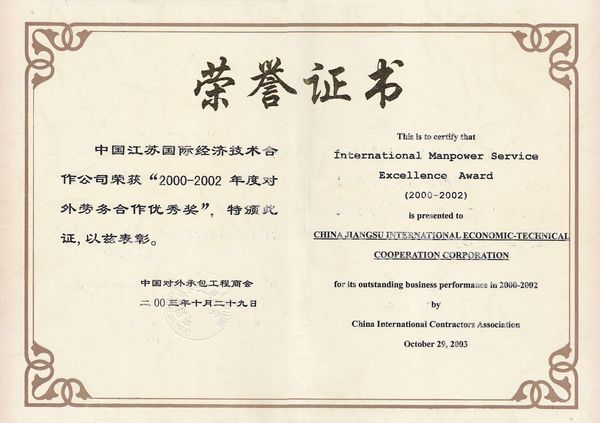 荣誉证书
中国江苏国际经济技术合
作公司荣获“2000-2002 年度对
外劳务合作优秀奖”，特颁此
证，以兹表彰。
中国对外承包工程商会
二00三年十月二十九日
This is to certify that
International Manpower Service
Excellence Award
(2000-2002)
is presented to
CHINA JIANGSU INTERNATIONAL ECONOMIC-TECHNICAL
COOPERATION CORPORATION
for its outstanding business performance in 2000-2002
by
China International Contractors Association
October 29, 2003